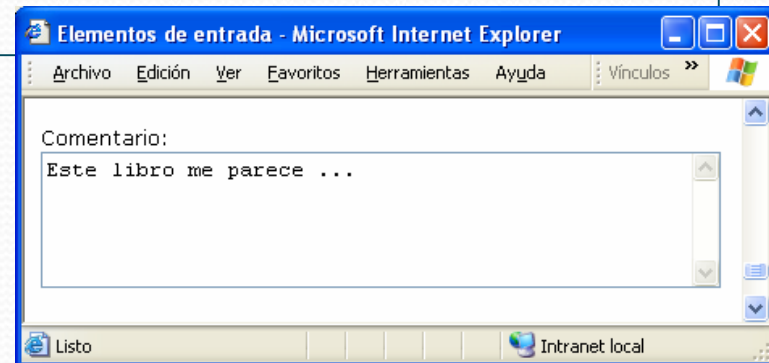 Elementos de entrada - Microsoft Internet Explorer
Archivo Edición Ver Favoritos Herramientas Ayuda Vínculos »
Comentario:
Este libro me parece ...
Listo Intranet local